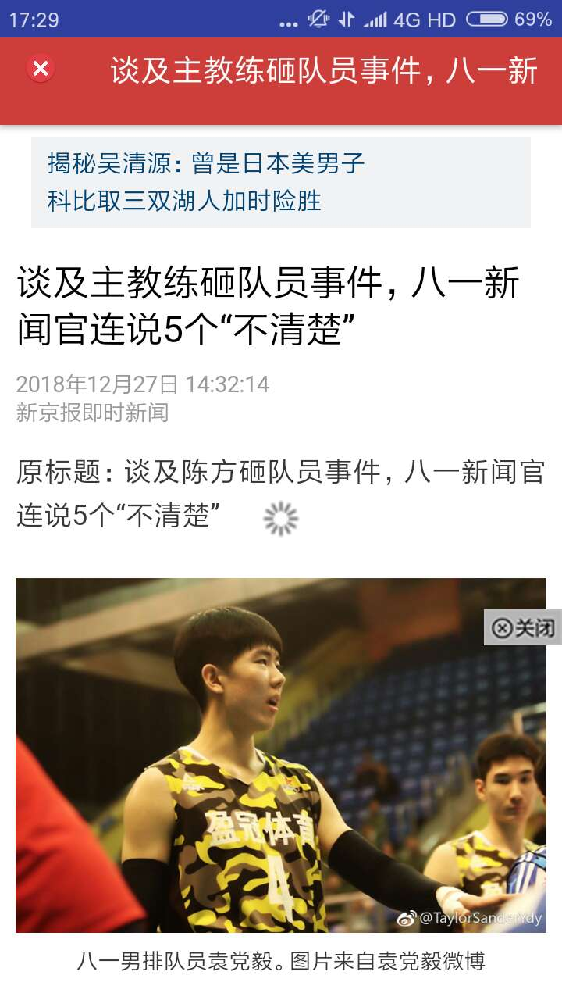 17:29
... 4G HD 69%
谈及主教练砸队员事件，八一新
揭秘吴清源：曾是日本美男子
科比取三双湖人加时险胜
谈及主教练砸队员事件，八一新
闻官连说5个“不清楚”
2018年12月27日 14:32:14
新京报即时新闻
原标题：谈及陈方砸队员事件，八一新闻官
连说5个“不清楚”
关闭
盈冠体育
4
@TaylorSanderYdy
八一男排队员袁党毅。图片来自袁党毅微博